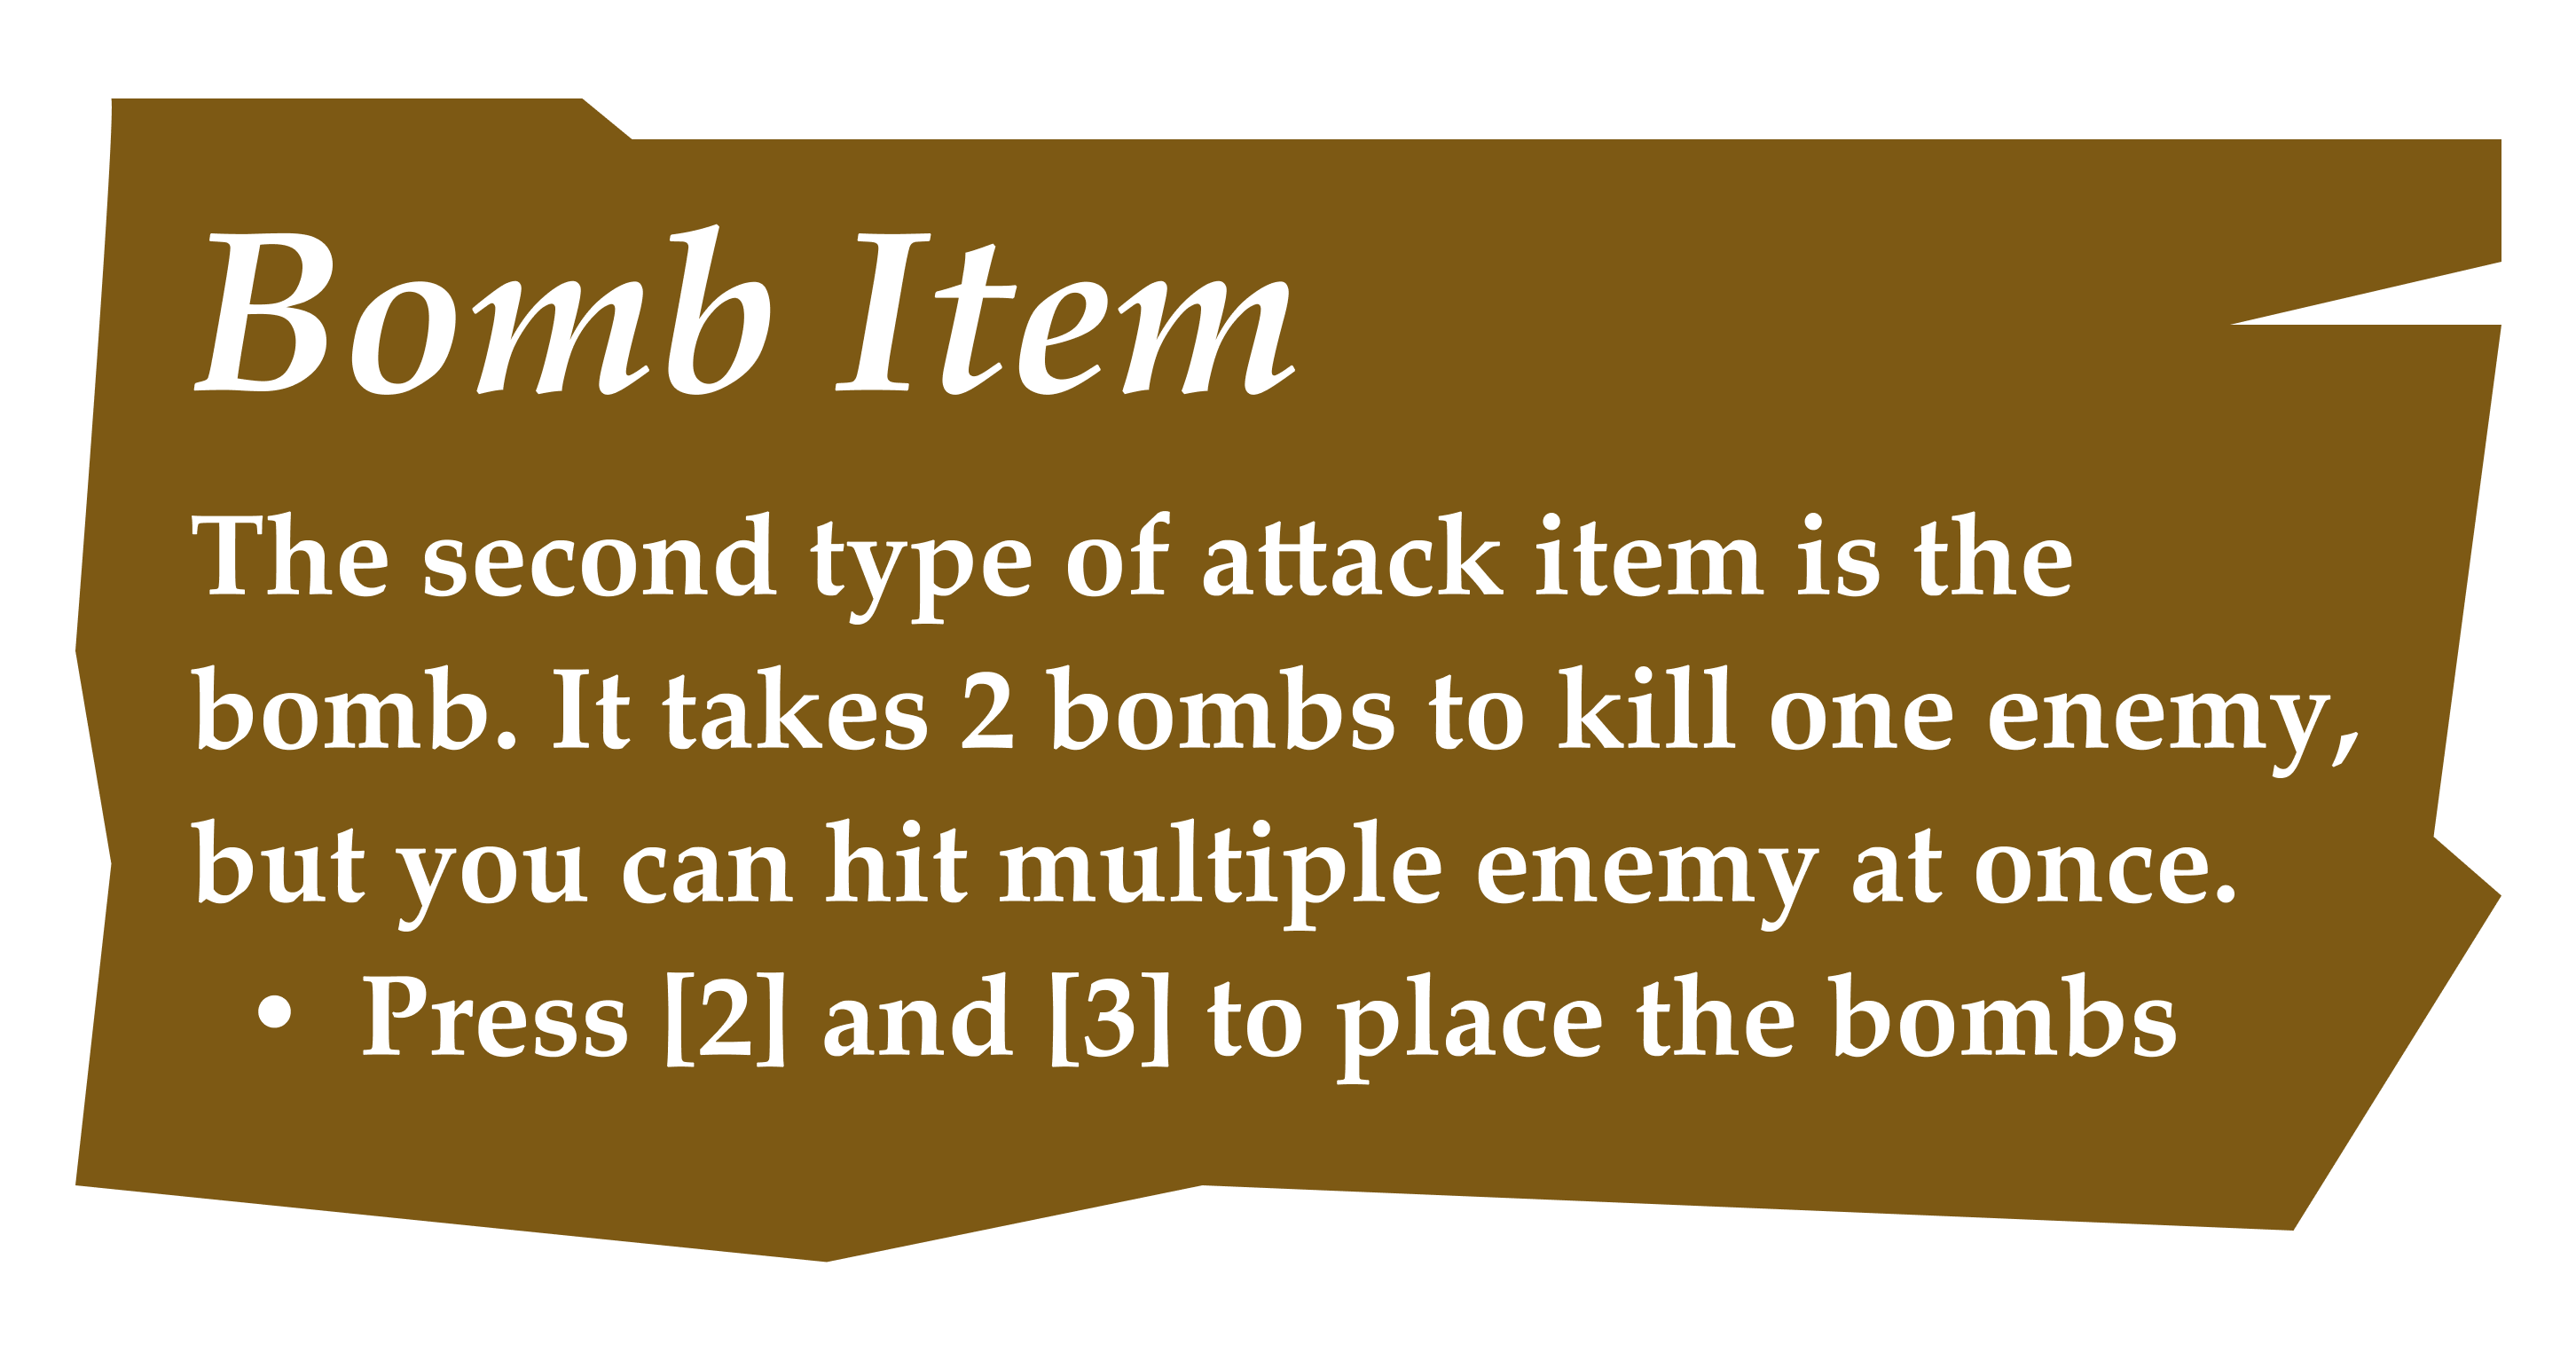 Bomb Item
The second type of attack item is the
bomb. It takes 2 bombs to kill one enemy,
but you can hit multiple enemy at once.
• Press [2] and [3] to place the bombs